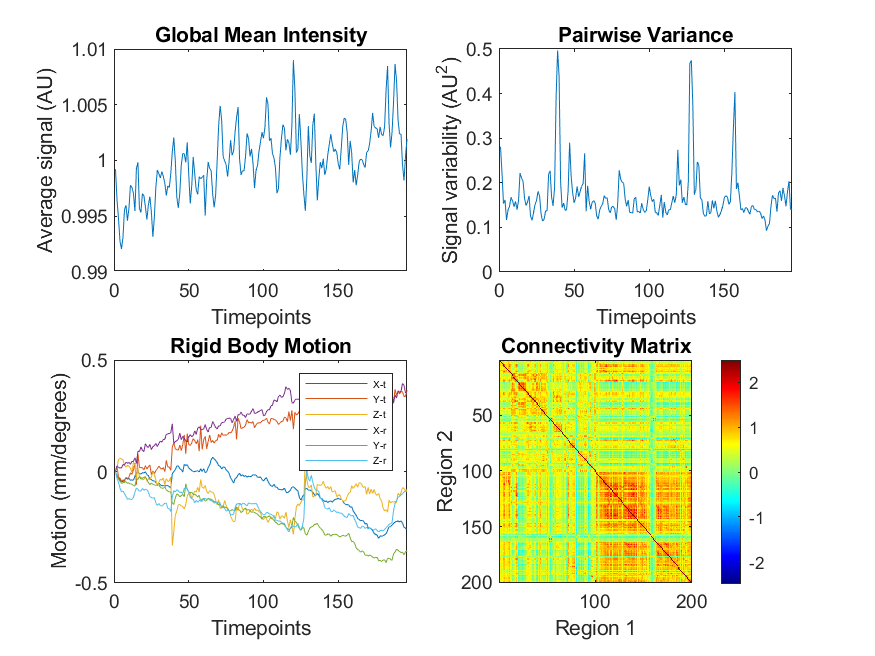 Global Mean Intensity
Average signal (AU)
1.01
1.005
1
0.995
0.99
0
50
100
150
Timepoints
Pairwise Variance
Signal variability (AU²)
0.5
0.4
0.3
0.2
0.1
0
0
50
100
150
Timepoints
Rigid Body Motion
Motion (mm/degrees)
0.5
0
-0.5
0
50
100
150
Timepoints
X-t
Y-t
Z-t
X-r
Y-r
Z-r
Connectivity Matrix
Region 2
50
100
150
200
100
200
Region 1
2
1
0
-1
-2